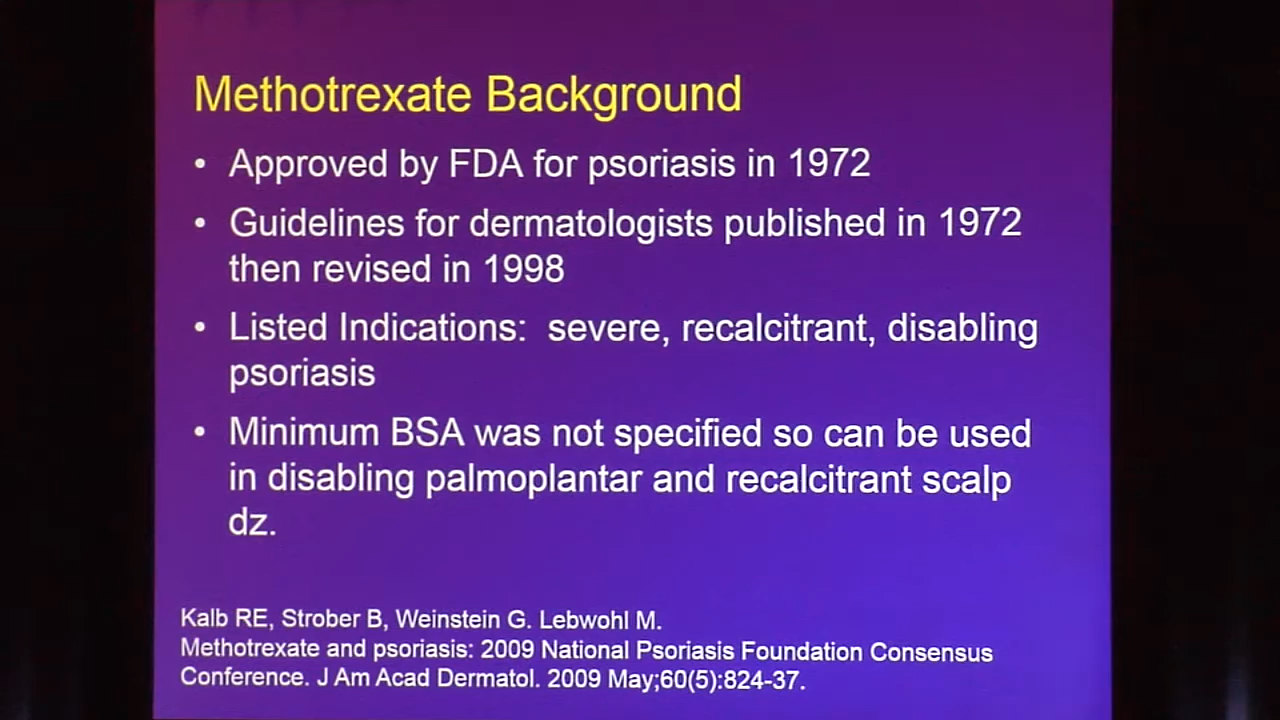 Methotrexate Background
• Approved by FDA for psoriasis in 1972
• Guidelines for dermatologists published in 1972
then revised in 1998
• Listed Indications:  severe, recalcitrant, disabling
psoriasis
• Minimum BSA was not specified so can be used
in disabling palmoplantar and recalcitrant scalp
dz.
Kalb RE, Strober B, Weinstein G. Lebwohl M.
Methotrexate and psoriasis: 2009 National Psoriasis Foundation Consensus
Conference. J Am Acad Dermatol. 2009 May;60(5):824-37.